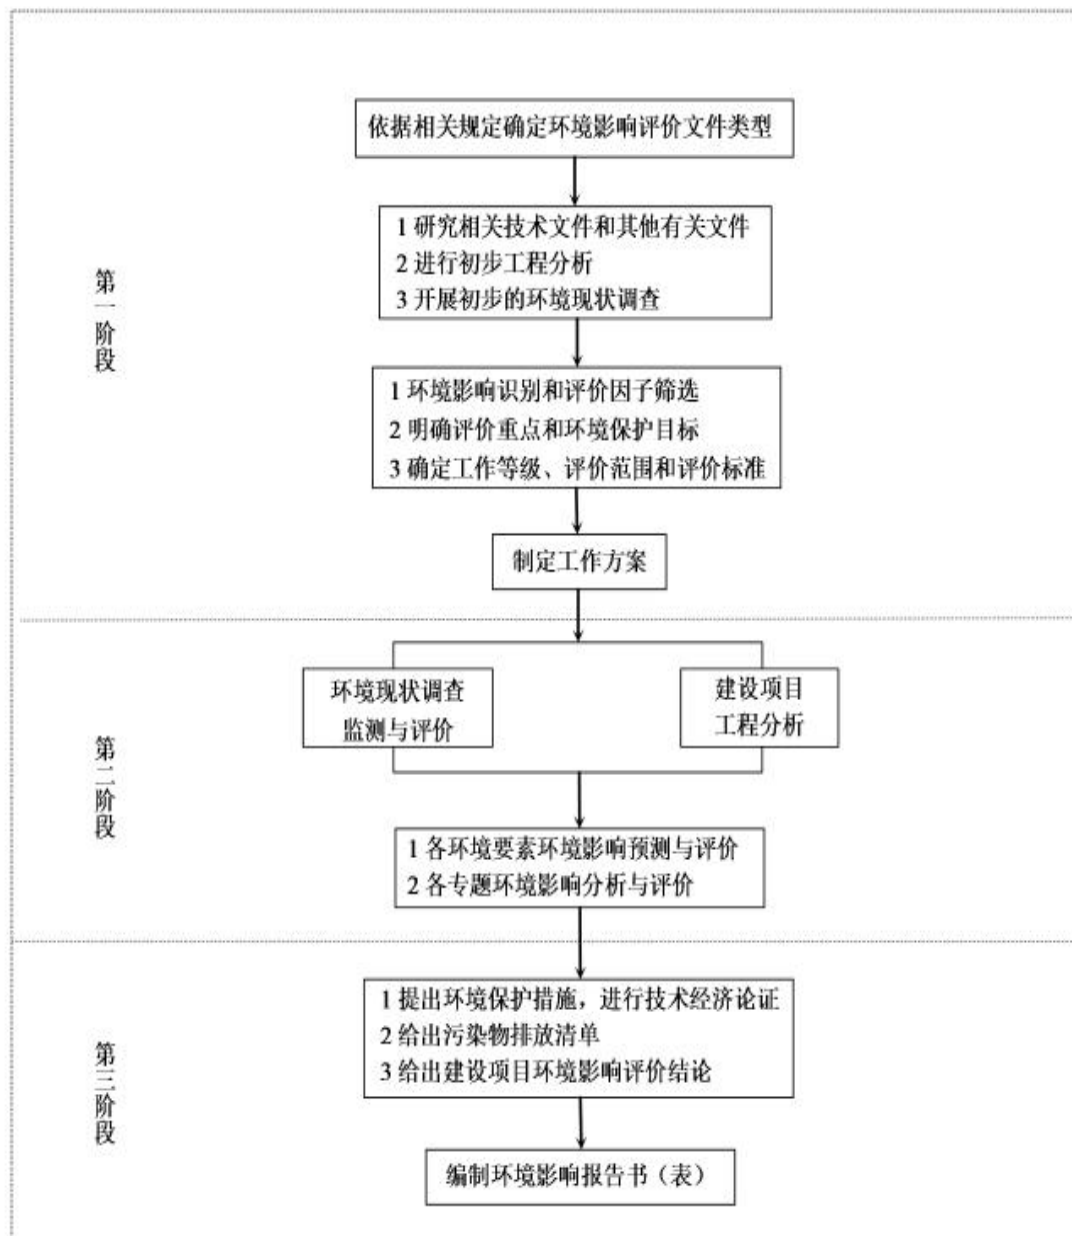 依据相关规定确定环境影响评价文件类型
1 研究相关技术文件和其他有关文件
2 进行初步工程分析
3 开展初步的环境现状调查
第一阶段
1 环境影响识别和评价因子筛选
2 明确评价重点和环境保护目标
3 确定工作等级、评价范围和评价标准
制定工作方案
环境现状调查
监测与评价
建设项目
工程分析
第二阶段
1 各环境要素环境影响预测与评价
2 各专题环境影响分析与评价
1 提出环境保护措施，进行技术经济论证
2 给出污染物排放清单
3 给出建设项目环境影响评价结论
第三阶段
编制环境影响报告书（表）